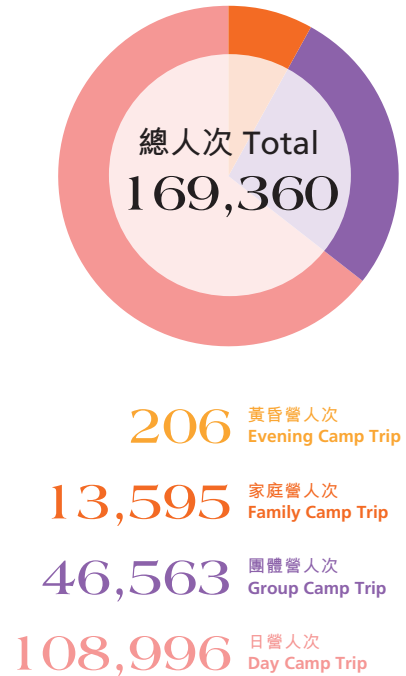 總人次 Total
169,360
206
黃昏營人次
Evening Camp Trip
13,595
家庭營人次
Family Camp Trip
46,563
團體營人次
Group Camp Trip
108,996
日營人次
Day Camp Trip